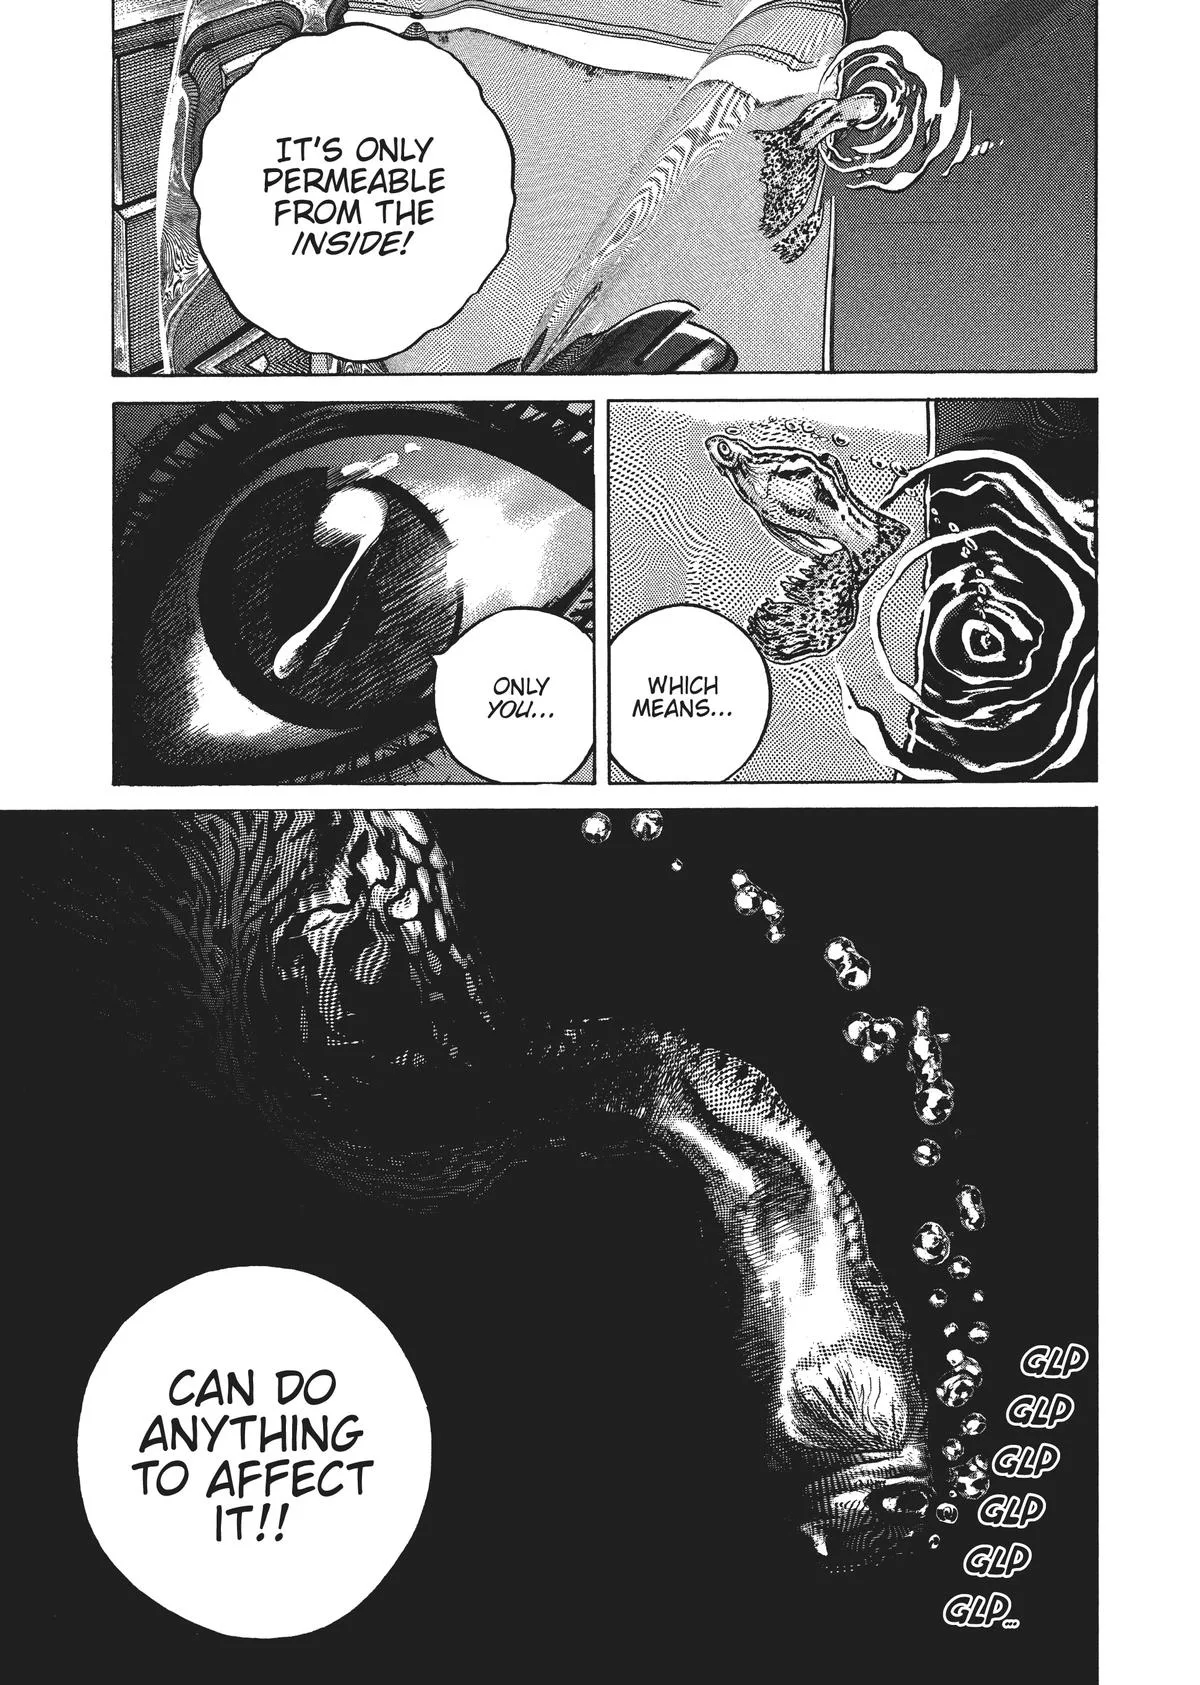 IT'S ONLY
PERMEABLE
FROM THE
INSIDE!
WHICH
MEANS...
ONLY
YOU...
CAN DO
ANYTHING
TO AFFECT
IT!!
GLP
GLP
GLP
GLP
GLP
GLP...